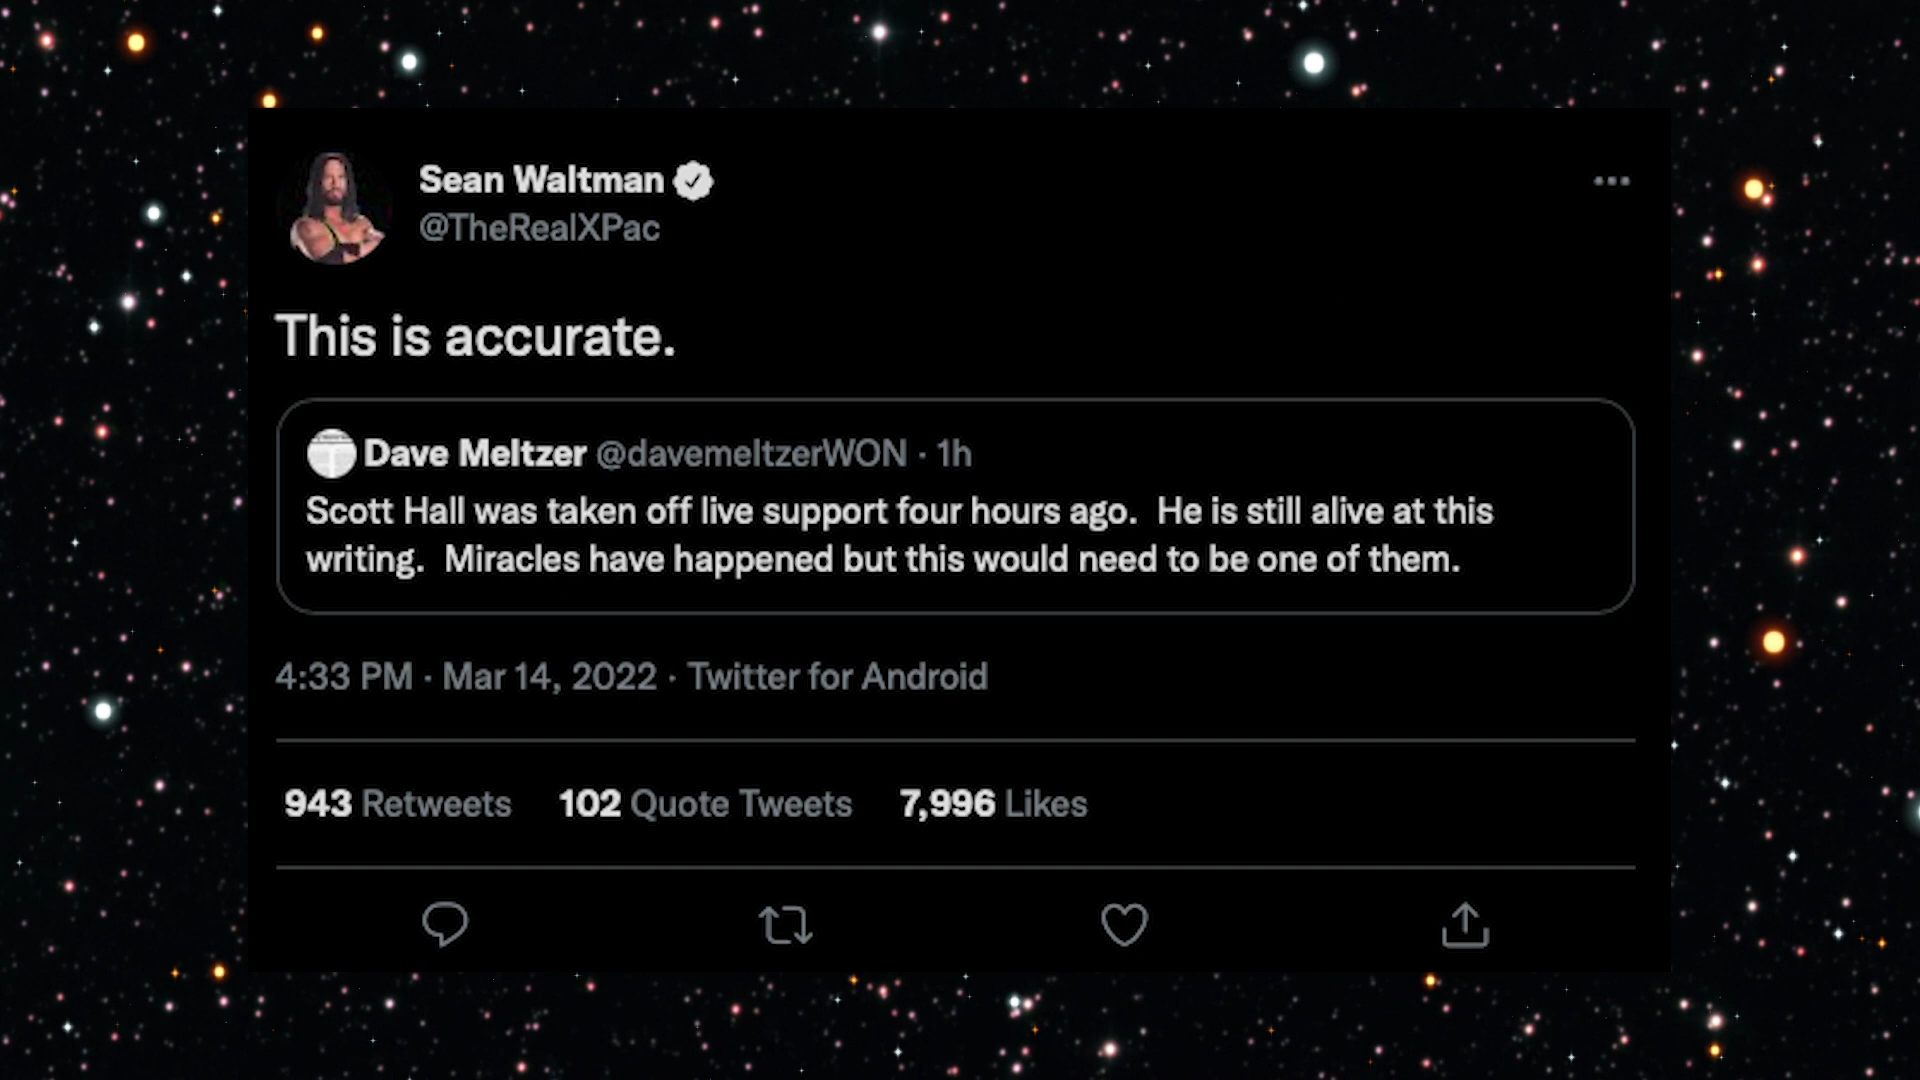 Sean Waltman
@TheRealXPac
This is accurate.
Dave Meltzer @davemeltzerWON · 1h
Scott Hall was taken off live support four hours ago.  He is still alive at this
writing.  Miracles have happened but this would need to be one of them.
4:33 PM · Mar 14, 2022 · Twitter for Android
943 Retweets 102 Quote Tweets 7,996 Likes